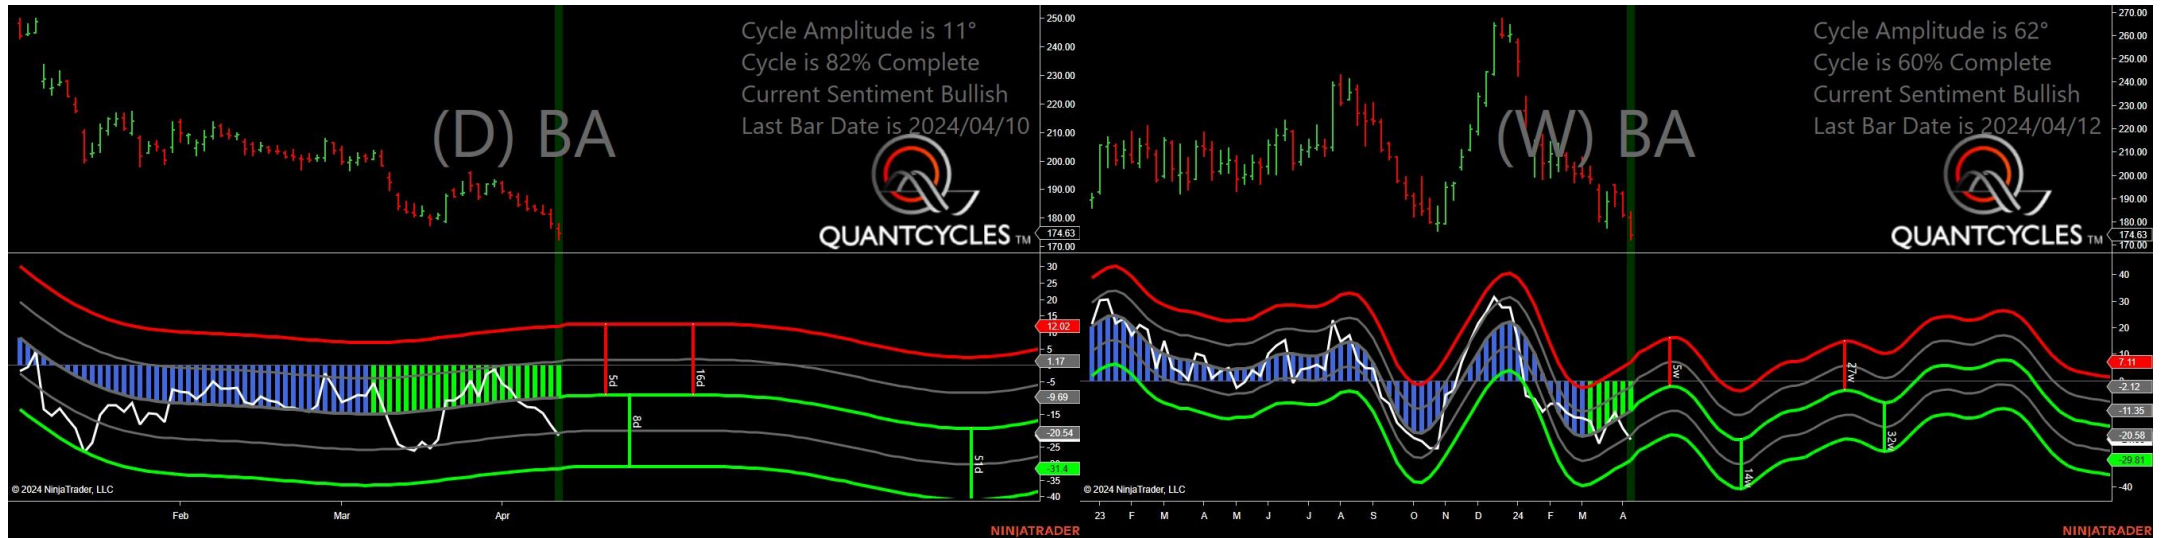 Cycle Amplitude is 11°
Cycle is 82% Complete
Current Sentiment Bullish
Last Bar Date is 2024/04/10
(D) BA
QUANTCYCLES TM
250.00
240.00
230.00
220.00
210.00
200.00
190.00
180.00
174.63
170.00
30
25
20
15
12.02
5
1.17
-5
-9.69
-15
-20.54
-25
-31.4
-35
-40
5d
16d
8d
51d
© 2024 NinjaTrader, LLC
Feb Mar Apr
NINJATRADER
Cycle Amplitude is 62°
Cycle is 60% Complete
Current Sentiment Bullish
Last Bar Date is 2024/04/12
(W) BA
QUANTCYCLES TM
270.00
260.00
250.00
240.00
230.00
220.00
210.00
200.00
190.00
180.00
174.63
170.00
40
30
20
10
7.11
-2.12
-11.35
-20.58
-29.81
-40
5w
27w
14w
32w
© 2024 NinjaTrader, LLC
23 F M A M J J A S O N D 24 F M A
NINJATRADER